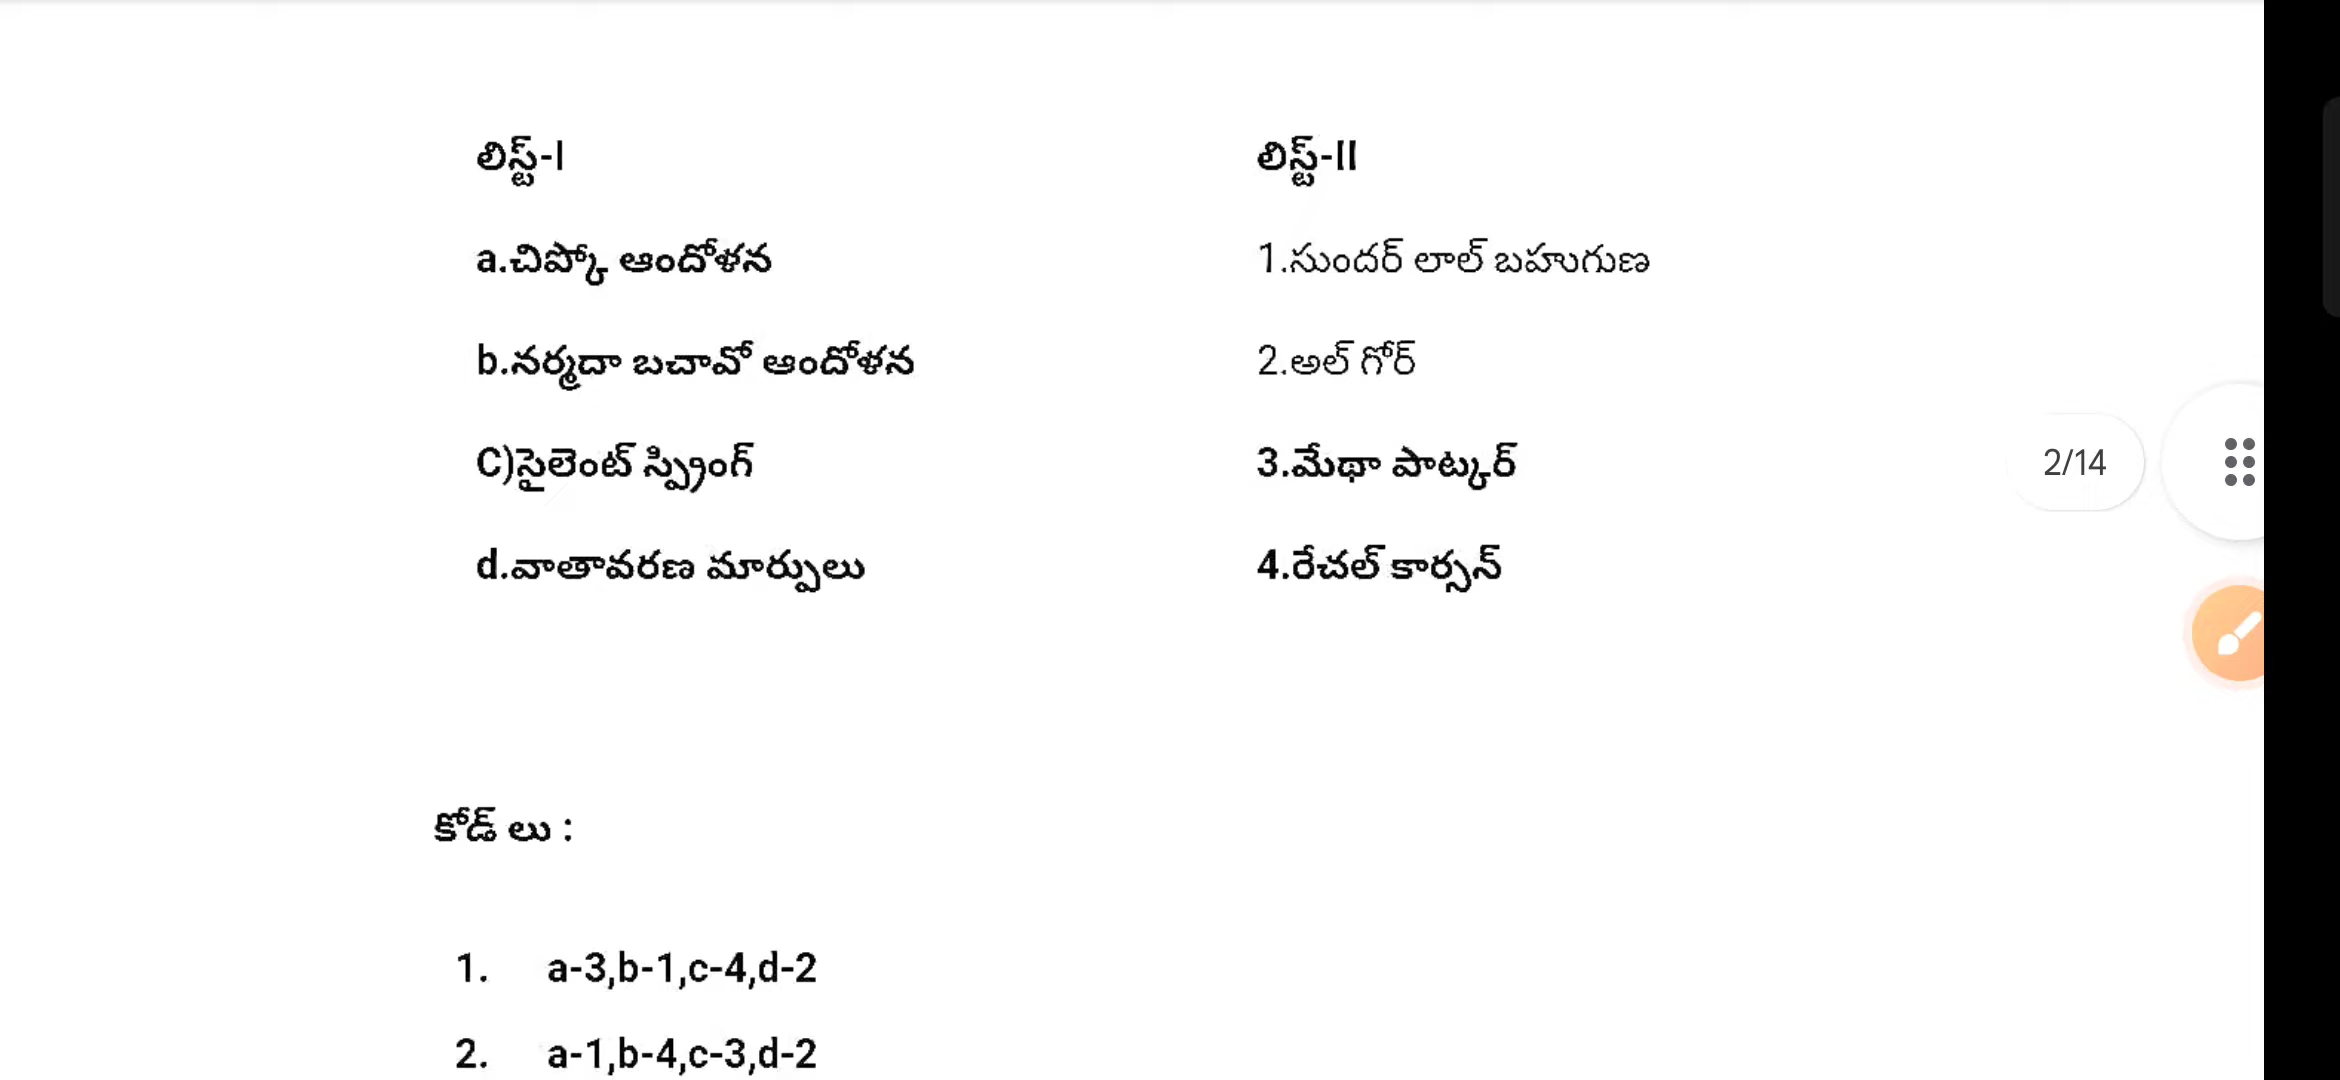 లిస్ట్-I లిస్ట్-II
a.చిప్కో ఆందోళన 1.సుందర్ లాల్ బహుగుణ
b.నర్మదా బచావో ఆందోళన 2.అల్ గోర్
C)సైలెంట్ స్ప్రింగ్ 3.మేథా పాట్కర్
2/14
d.వాతావరణ మార్పులు 4.రేచల్ కార్సన్
కోడ్ లు :
1. a-3,b-1,c-4,d-2
2. a-1,b-4,c-3,d-2